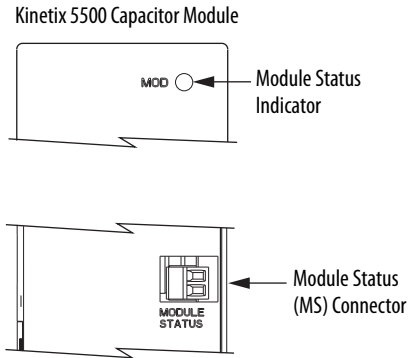 Kinetix 5500 Capacitor Module
MOD
Module Status
Indicator
MODULE
STATUS
Module Status
(MS) Connector